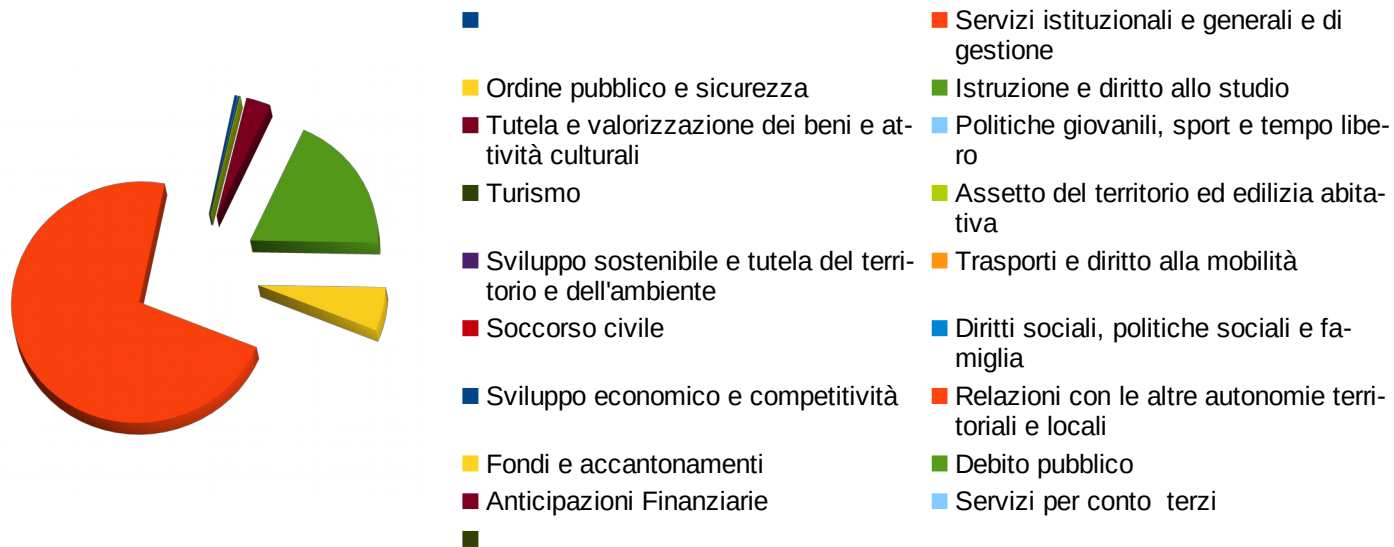 Servizi istituzionali e generali e di
gestione
Ordine pubblico e sicurezza
Istruzione e diritto allo studio
Tutela e valorizzazione dei beni e at-
tività culturali
Politiche giovanili, sport e tempo libe-
ro
Turismo
Assetto del territorio ed edilizia abita-
tiva
Sviluppo sostenibile e tutela del terri-
torio e dell'ambiente
Trasporti e diritto alla mobilità
Soccorso civile
Diritti sociali, politiche sociali e fa-
miglia
Sviluppo economico e competitività
Relazioni con le altre autonomie terri-
toriali e locali
Fondi e accantonamenti
Debito pubblico
Anticipazioni Finanziarie
Servizi per conto  terzi